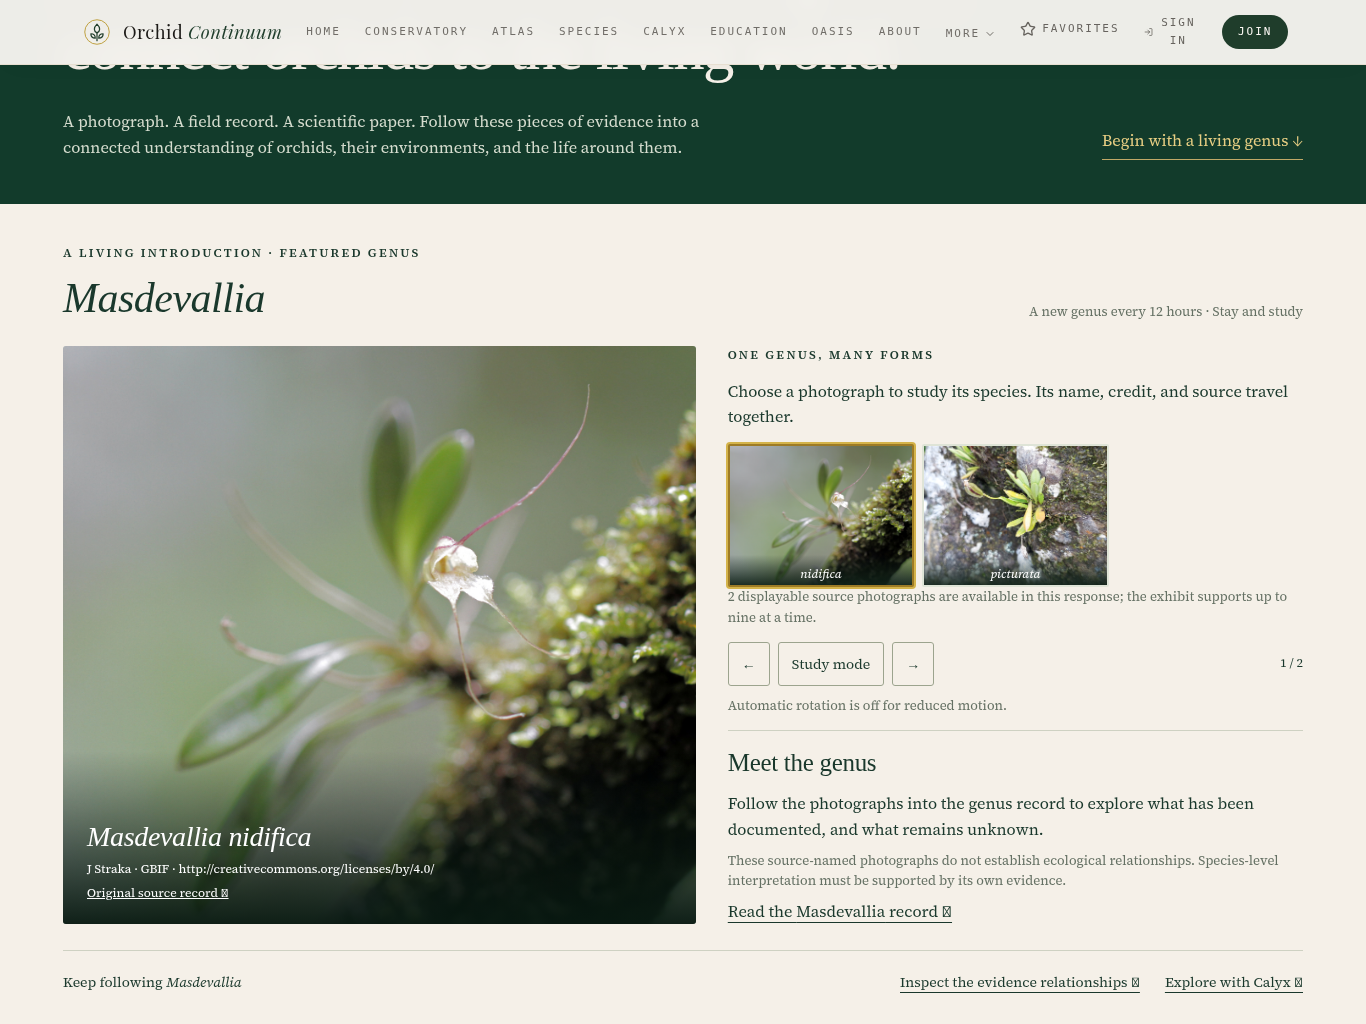 Orchid Continuum
HOME
CONSERVATORY
ATLAS
SPECIES
CALYX
EDUCATION
OASIS
ABOUT
MORE
FAVORITES
SIGN
IN
JOIN
connect orchids to the living world.
A photograph. A field record. A scientific paper. Follow these pieces of evidence into a
connected understanding of orchids, their environments, and the life around them.
Begin with a living genus ↓
A LIVING INTRODUCTION · FEATURED GENUS
Masdevallia
A new genus every 12 hours · Stay and study
Masdevallia nidifica
J Straka · GBIF · http://creativecommons.org/licenses/by/4.0/
Original source record
ONE GENUS, MANY FORMS
Choose a photograph to study its species. Its name, credit, and source travel
together.
nidifica
picturata
2 displayable source photographs are available in this response; the exhibit supports up to
nine at a time.
←
Study mode
→
1 / 2
Automatic rotation is off for reduced motion.
Meet the genus
Follow the photographs into the genus record to explore what has been
documented, and what remains unknown.
These source-named photographs do not establish ecological relationships. Species-level
interpretation must be supported by its own evidence.
Read the Masdevallia record
Keep following Masdevallia
Inspect the evidence relationships
Explore with Calyx